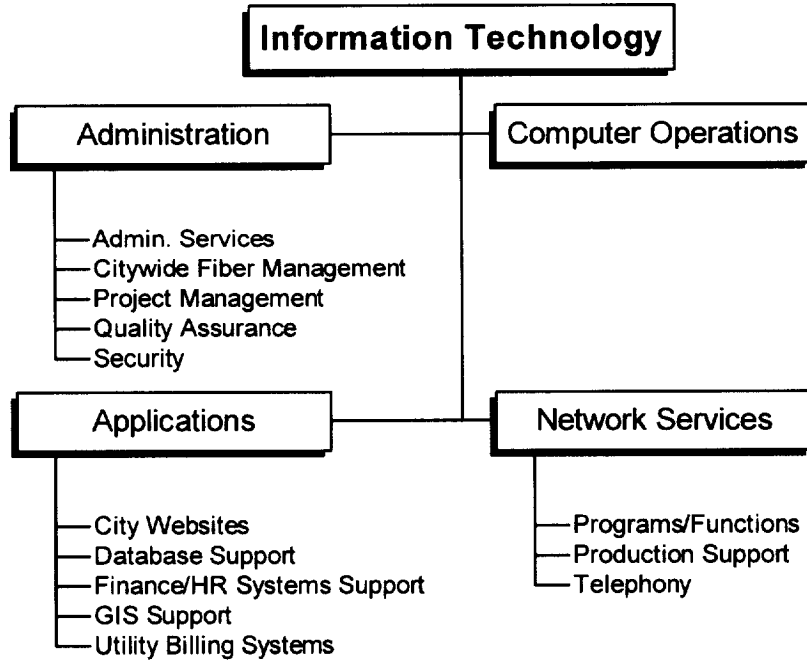 Information Technology
Administration
Computer Operations
Admin. Services
Citywide Fiber Management
Project Management
Quality Assurance
Security
Applications
Network Services
City Websites
Database Support
Finance/HR Systems Support
GIS Support
Utility Billing Systems
Programs/Functions
Production Support
Telephony